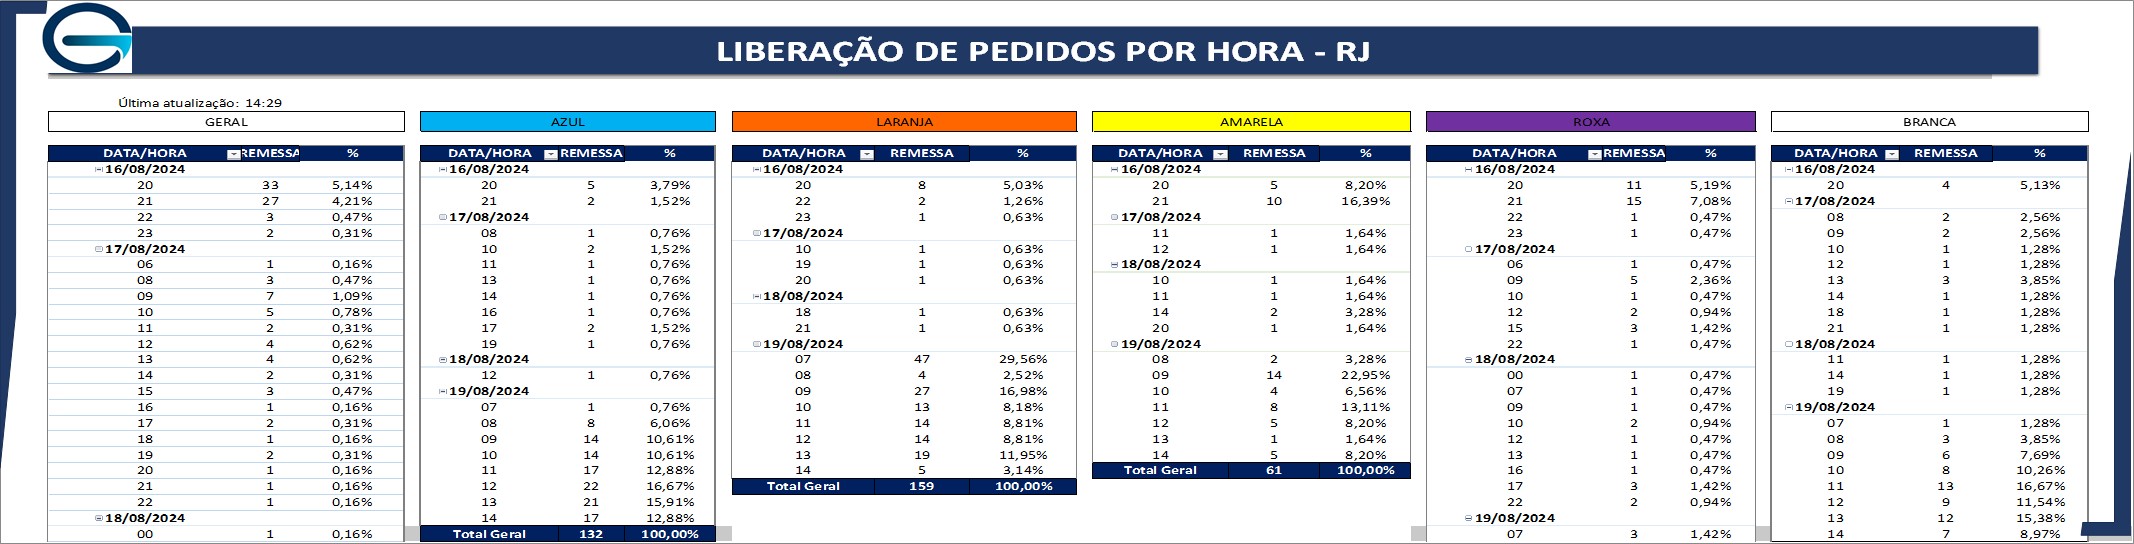 LIBERAÇÃO DE PEDIDOS POR HORA - RJ
Última atualização: 14:29
GERAL
DATA/HORA REMESSA %
16/08/2024
20 33 5,14%
21 27 4,21%
22 3 0,47%
23 2 0,31%
17/08/2024
06 1 0,16%
08 3 0,47%
09 7 1,09%
10 5 0,78%
11 2 0,31%
12 4 0,62%
13 4 0,62%
14 2 0,31%
15 3 0,47%
16 1 0,16%
17 2 0,31%
18 1 0,16%
19 2 0,31%
20 1 0,16%
21 1 0,16%
22 1 0,16%
18/08/2024
00 1 0,16%
AZUL
DATA/HORA REMESSA %
16/08/2024
20 5 3,79%
21 2 1,52%
17/08/2024
08 1 0,76%
10 2 1,52%
11 1 0,76%
13 1 0,76%
14 1 0,76%
16 1 0,76%
17 2 1,52%
19 1 0,76%
18/08/2024
12 1 0,76%
19/08/2024
07 1 0,76%
08 8 6,06%
09 14 10,61%
10 14 10,61%
11 17 12,88%
12 22 16,67%
13 21 15,91%
14 17 12,88%
Total Geral 132 100,00%
LARANJA
DATA/HORA REMESSA %
16/08/2024
20 8 5,03%
22 2 1,26%
23 1 0,63%
17/08/2024
10 1 0,63%
19 1 0,63%
20 1 0,63%
18/08/2024
18 1 0,63%
21 1 0,63%
19/08/2024
07 47 29,56%
08 4 2,52%
09 27 16,98%
10 13 8,18%
11 14 8,81%
12 14 8,81%
13 19 11,95%
14 5 3,14%
Total Geral 159 100,00%
AMARELA
DATA/HORA REMESSA %
16/08/2024
20 5 8,20%
21 10 16,39%
17/08/2024
11 1 1,64%
12 1 1,64%
18/08/2024
10 1 1,64%
11 1 1,64%
14 2 3,28%
20 1 1,64%
19/08/2024
08 2 3,28%
09 14 22,95%
10 4 6,56%
11 8 13,11%
12 5 8,20%
13 1 1,64%
14 5 8,20%
Total Geral 61 100,00%
ROXA
DATA/HORA REMESSA %
16/08/2024
20 11 5,19%
21 15 7,08%
22 1 0,47%
23 1 0,47%
17/08/2024
06 1 0,47%
09 5 2,36%
10 1 0,47%
12 2 0,94%
15 3 1,42%
22 1 0,47%
18/08/2024
00 1 0,47%
07 1 0,47%
09 1 0,47%
10 2 0,94%
12 1 0,47%
13 1 0,47%
16 1 0,47%
17 3 1,42%
22 2 0,94%
19/08/2024
07 3 1,42%
BRANCA
DATA/HORA REMESSA %
16/08/2024
20 4 5,13%
17/08/2024
08 2 2,56%
09 2 2,56%
10 1 1,28%
12 1 1,28%
13 3 3,85%
14 1 1,28%
18 1 1,28%
21 1 1,28%
18/08/2024
11 1 1,28%
14 1 1,28%
19 1 1,28%
19/08/2024
07 1 1,28%
08 3 3,85%
09 6 7,69%
10 8 10,26%
11 13 16,67%
12 9 11,54%
13 12 15,38%
14 7 8,97%